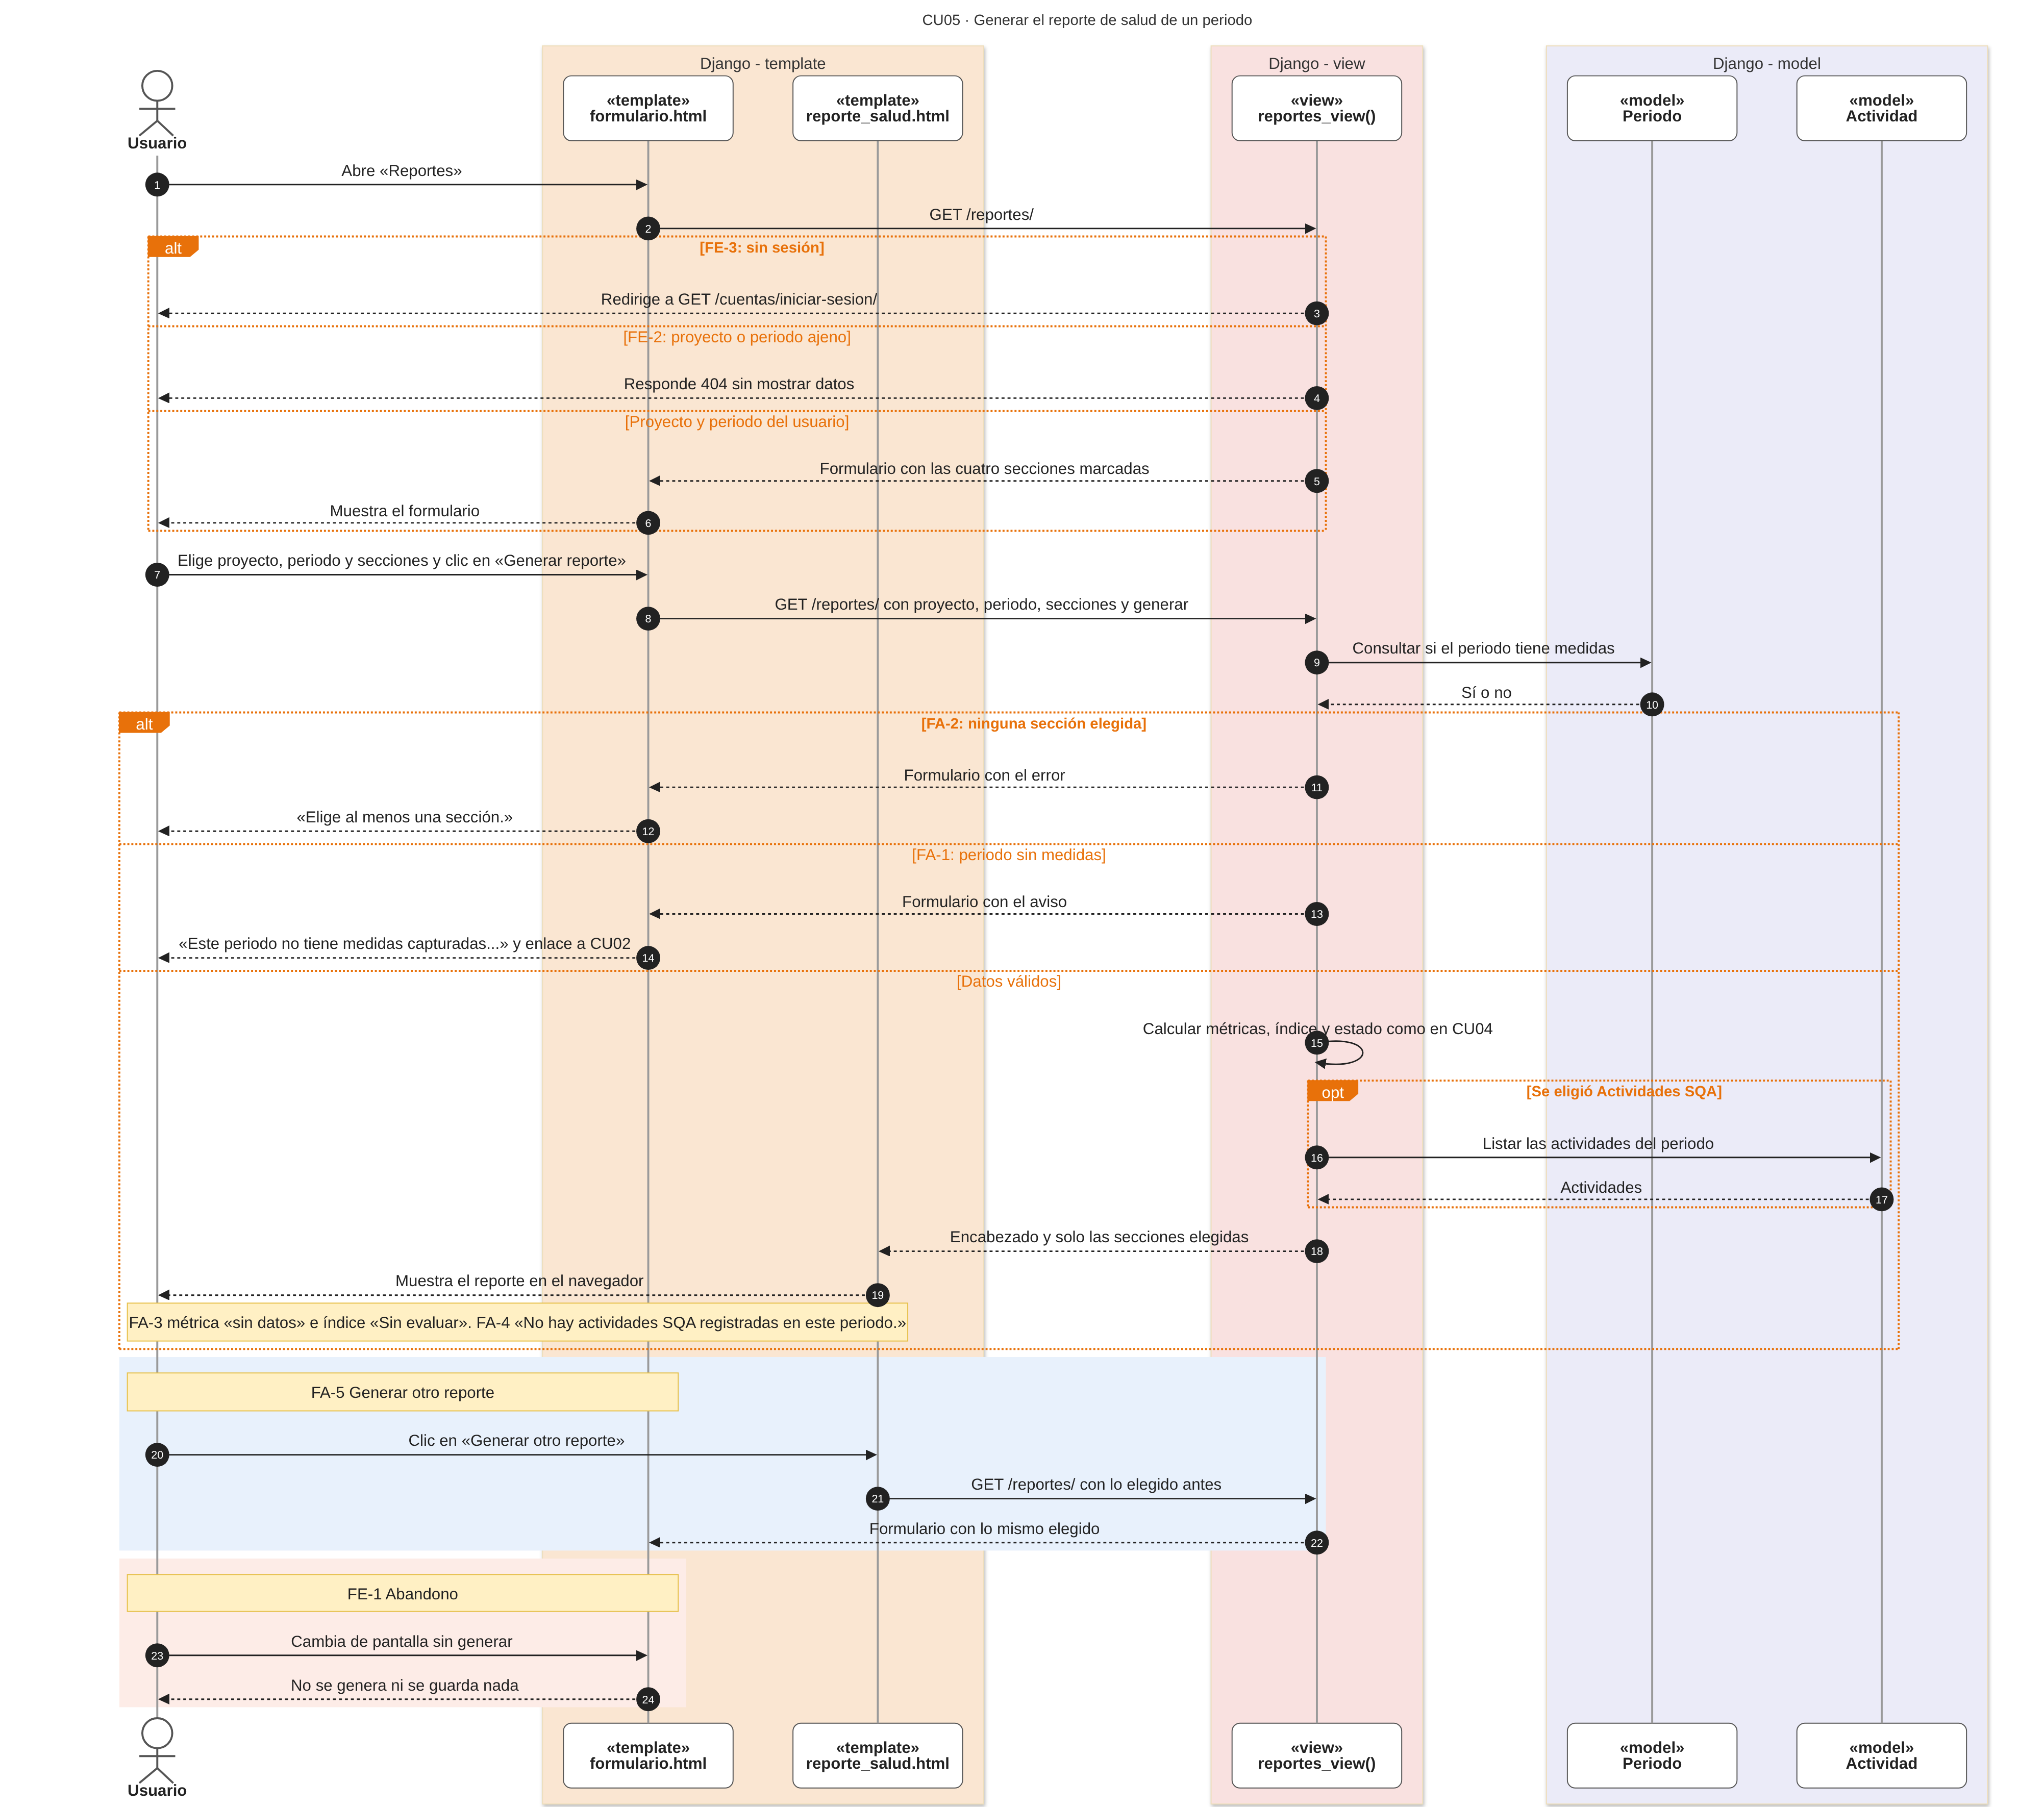 CU05 · Generar el reporte de salud de un periodo
Django - template
Django - view
Django - model
Usuario
«template»
formulario.html
«template»
reporte_salud.html
«view»
reportes_view()
«model»
Periodo
«model»
Actividad
1
Abre «Reportes»
2
GET /reportes/
alt
[FE-3: sin sesión]
Redirige a GET /cuentas/iniciar-sesion/
3
[FE-2: proyecto o periodo ajeno]
Responde 404 sin mostrar datos
4
[Proyecto y periodo del usuario]
Formulario con las cuatro secciones marcadas
5
Muestra el formulario
6
Elige proyecto, periodo y secciones y clic en «Generar reporte»
7
GET /reportes/ con proyecto, periodo, secciones y generar
8
Consultar si el periodo tiene medidas
9
Sí o no
10
alt
[FA-2: ninguna sección elegida]
Formulario con el error
11
«Elige al menos una sección.»
12
[FA-1: periodo sin medidas]
Formulario con el aviso
13
«Este periodo no tiene medidas capturadas...» y enlace a CU02
14
[Datos válidos]
Calcular métricas, índice y estado como en CU04
15
opt
[Se eligió Actividades SQA]
Listar las actividades del periodo
16
Actividades
17
Encabezado y solo las secciones elegidas
18
Muestra el reporte en el navegador
19
FA-3 métrica «sin datos» e índice «Sin evaluar». FA-4 «No hay actividades SQA registradas en este periodo.»
FA-5 Generar otro reporte
Clic en «Generar otro reporte»
20
GET /reportes/ con lo elegido antes
21
Formulario con lo mismo elegido
22
FE-1 Abandono
Cambia de pantalla sin generar
23
No se genera ni se guarda nada
24
Usuario
«template»
formulario.html
«template»
reporte_salud.html
«view»
reportes_view()
«model»
Periodo
«model»
Actividad